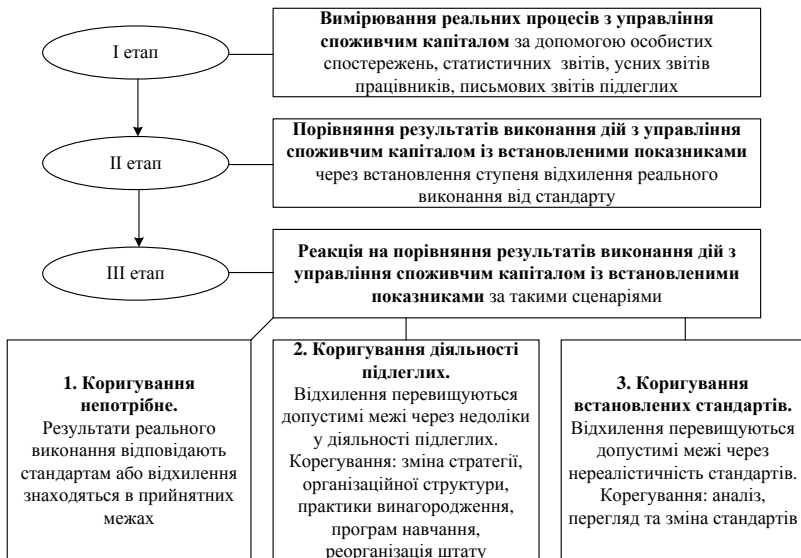 I етап
Вимірювання реальних процесів з управління
споживчим капіталом за допомогою особистих
спостережень, статистичних звітів, усних звітів
працівників, письмових звітів підлеглих
II етап
Порівняння результатів виконання дій з управління
споживчим капіталом із встановленими показниками
через встановлення ступеня відхилення реального
виконання від стандарту
III етап
Реакція на порівняння результатів виконання дій з
управління споживчим капіталом із встановленими
показниками за такими сценаріями
1. Коригування
непотрібне.
Результати реального
виконання відповідають
стандартам або відхилення
знаходяться в прийнятних
межах
2. Коригування діяльності
підлеглих.
Відхилення перевищуються
допустимі межі через недоліки
у діяльності підлеглих.
Корегування: зміна стратегії,
організаційної структури,
практики винагородження,
програм навчання,
реорганізація штату
3. Коригування
встановлених стандартів.
Відхилення перевищуються
допустимі межі через
нереалістичність стандартів.
Корегування: аналіз,
перегляд та зміна стандартів